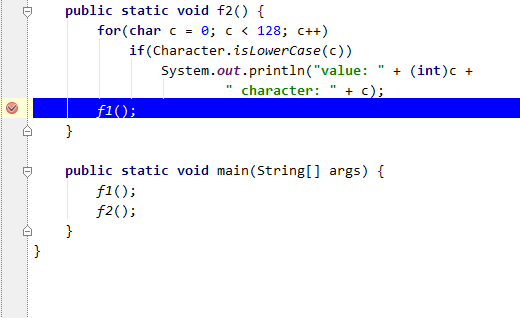 public static void f2() {
for(char c = 0; c < 128; c++)
if(Character.isLowerCase(c))
System.out.println("value: " + (int)c +
" character: " + c);
f1();
}
public static void main(String[] args) {
f1();
f2();
}
}